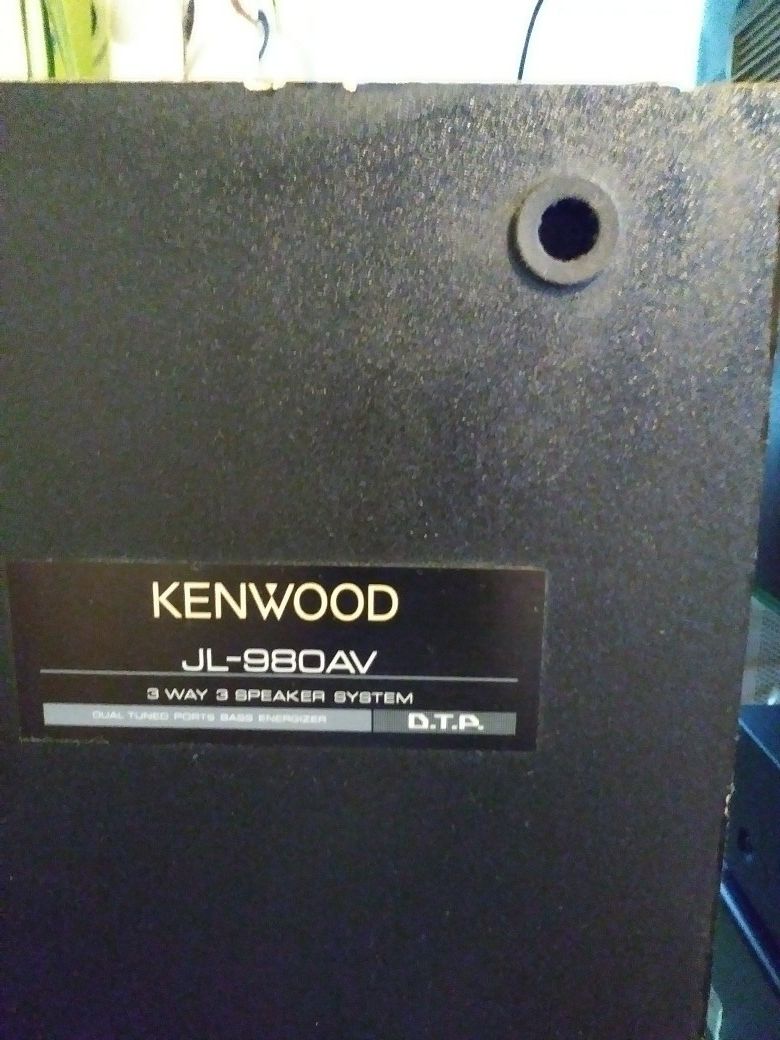 KENWOOD
JL-980AV
3 WAY 3 SPEAKER SYSTEM
DUAL TUNED PORTS BASS ENERGIZER D.T.P.